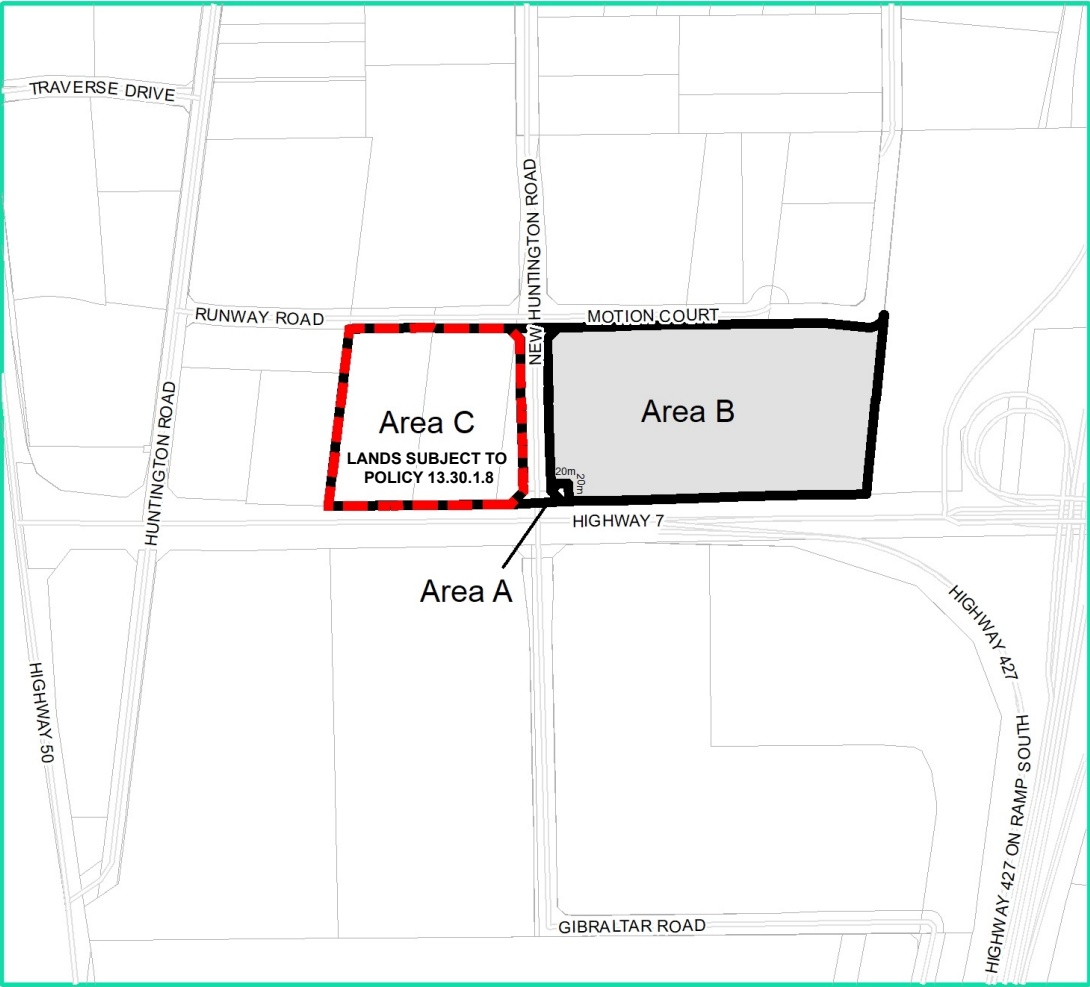 TRAVERSE DRIVE
NEW HUNTINGTON ROAD
RUNWAY ROAD
MOTION COURT
HUNTINGTON ROAD
Area C
LANDS SUBJECT TO
POLICY 13.30.1.8
Area B
20m
20m
HIGHWAY 7
Area A
HIGHWAY 427
HIGHWAY 50
HIGHWAY 427 ON RAMP SOUTH
GIBRALTAR ROAD